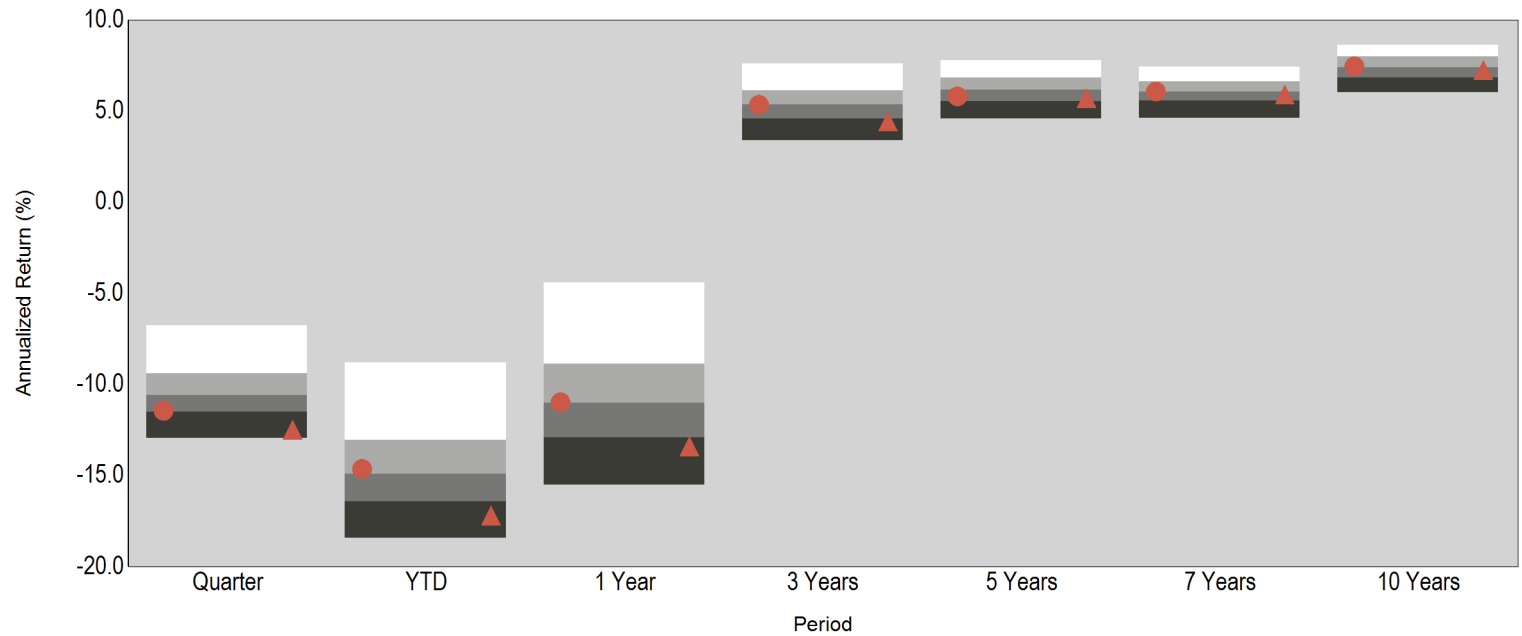 10.0
5.0
0.0
-5.0
-10.0
-15.0
-20.0
Annualized Return (%)
Quarter YTD 1 Year 3 Years 5 Years 7 Years 10 Years
Period